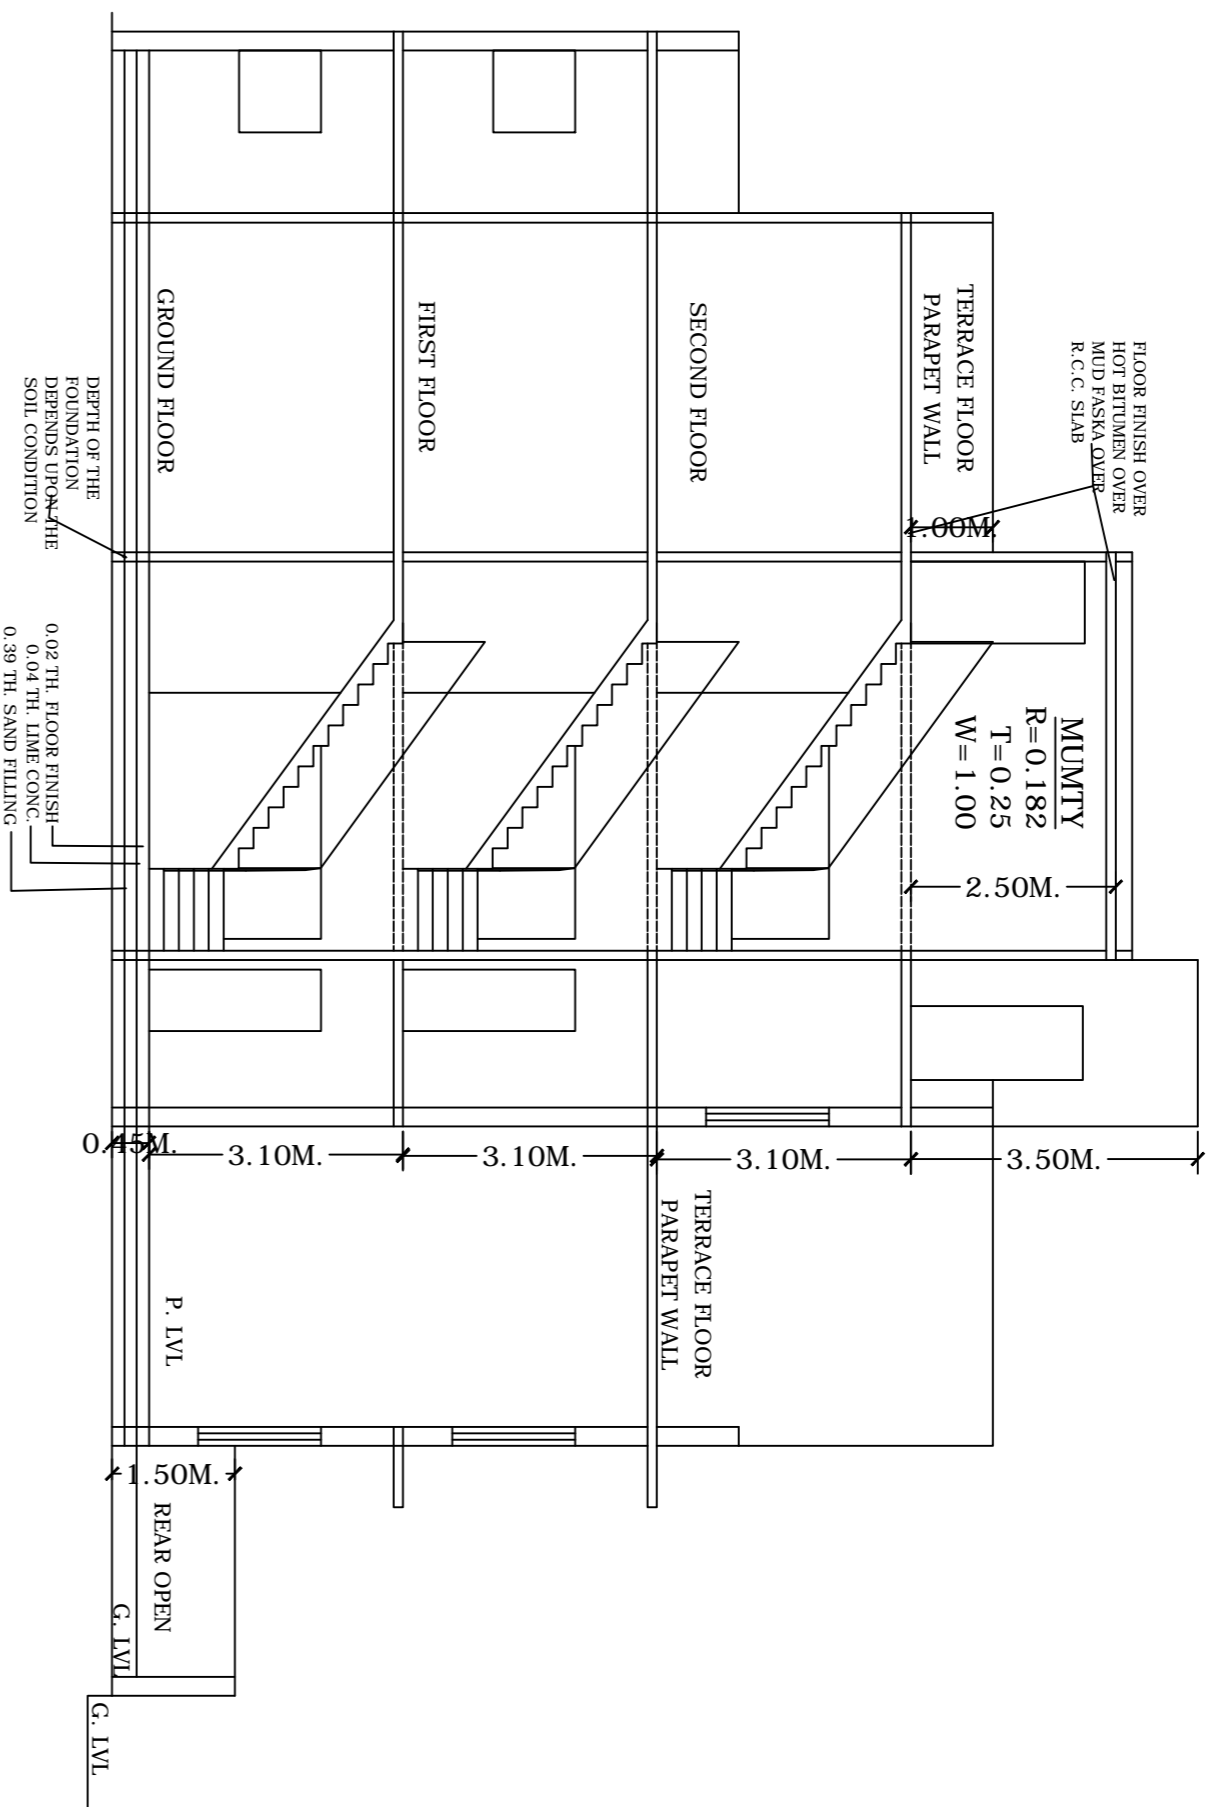 FLOOR FINISH OVER
HOT BITUMEN OVER
MUD FASKA OVER
R.C.C. SLAB
TERRACE FLOOR
PARAPET WALL
1.00M.
MUMTY
R=0.182
T=0.25
W=1.00
2.50M.
SECOND FLOOR
FIRST FLOOR
GROUND FLOOR
DEPTH OF THE
FOUNDATION
DEPENDS UPON THE
SOIL CONDITION
0.02 TH. FLOOR FINISH
0.04 TH. LIME CONC.
0.39 TH. SAND FILLING
3.50M.
3.10M.
3.10M.
3.10M.
0.45M.
TERRACE FLOOR
PARAPET WALL
P. LVL
1.50M.
REAR OPEN
G. LVL
G. LVL